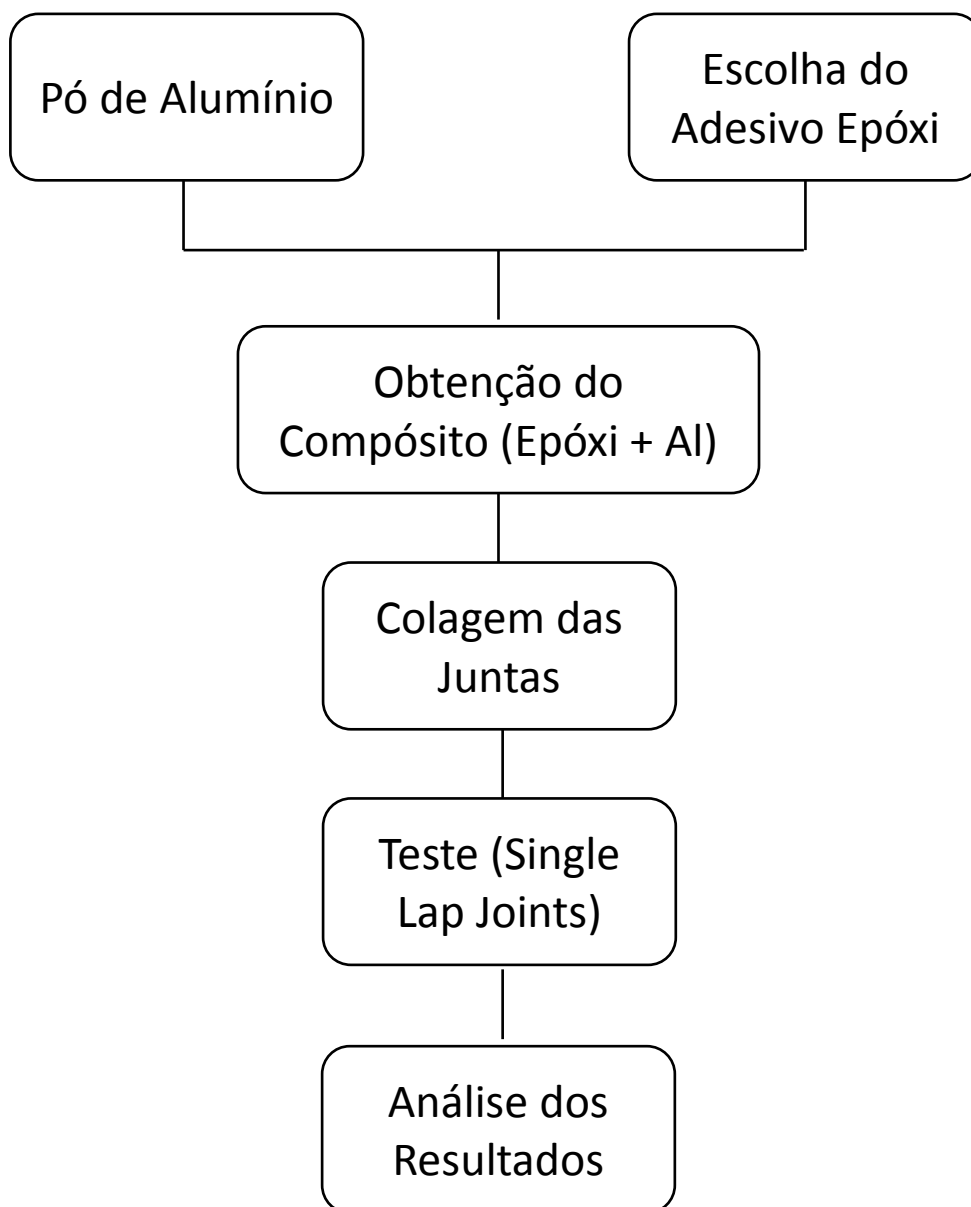 Pó de Alumínio
Escolha do
Adesivo Epóxi
Obtenção do
Compósito (Epóxi + Al)
Colagem das
Juntas
Teste (Single
Lap Joints)
Análise dos
Resultados